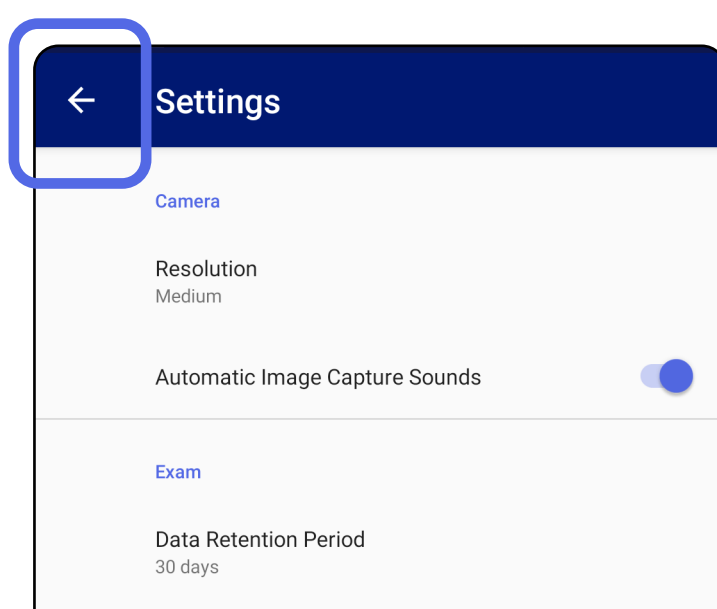 Settings
Camera
Resolution
Medium
Automatic Image Capture Sounds
Exam
Data Retention Period
30 days